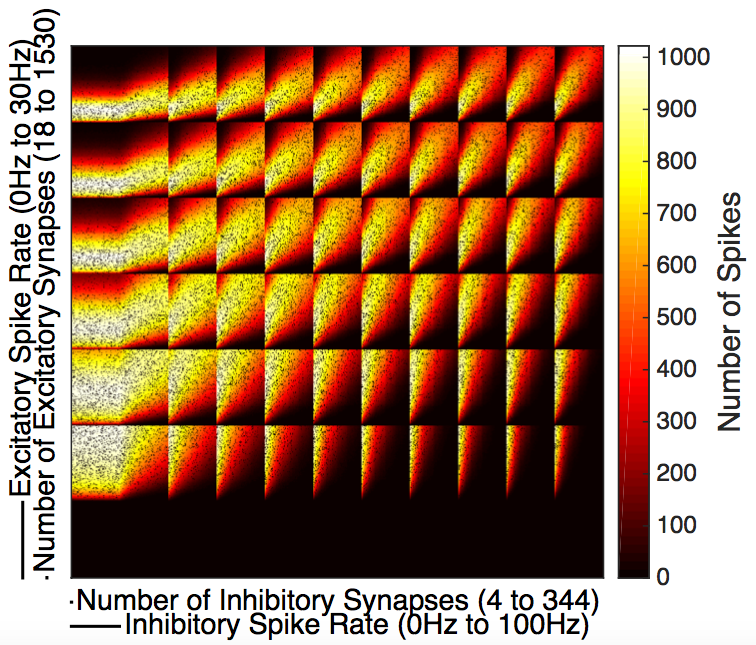 Excitatory Spike Rate (0Hz to 30Hz)
·Number of Excitatory Synapses (18 to 1530)
1000
900
800
700
600
500
400
300
200
100
0
Number of Spikes
·Number of Inhibitory Synapses (4 to 344)
Inhibitory Spike Rate (0Hz to 100Hz)